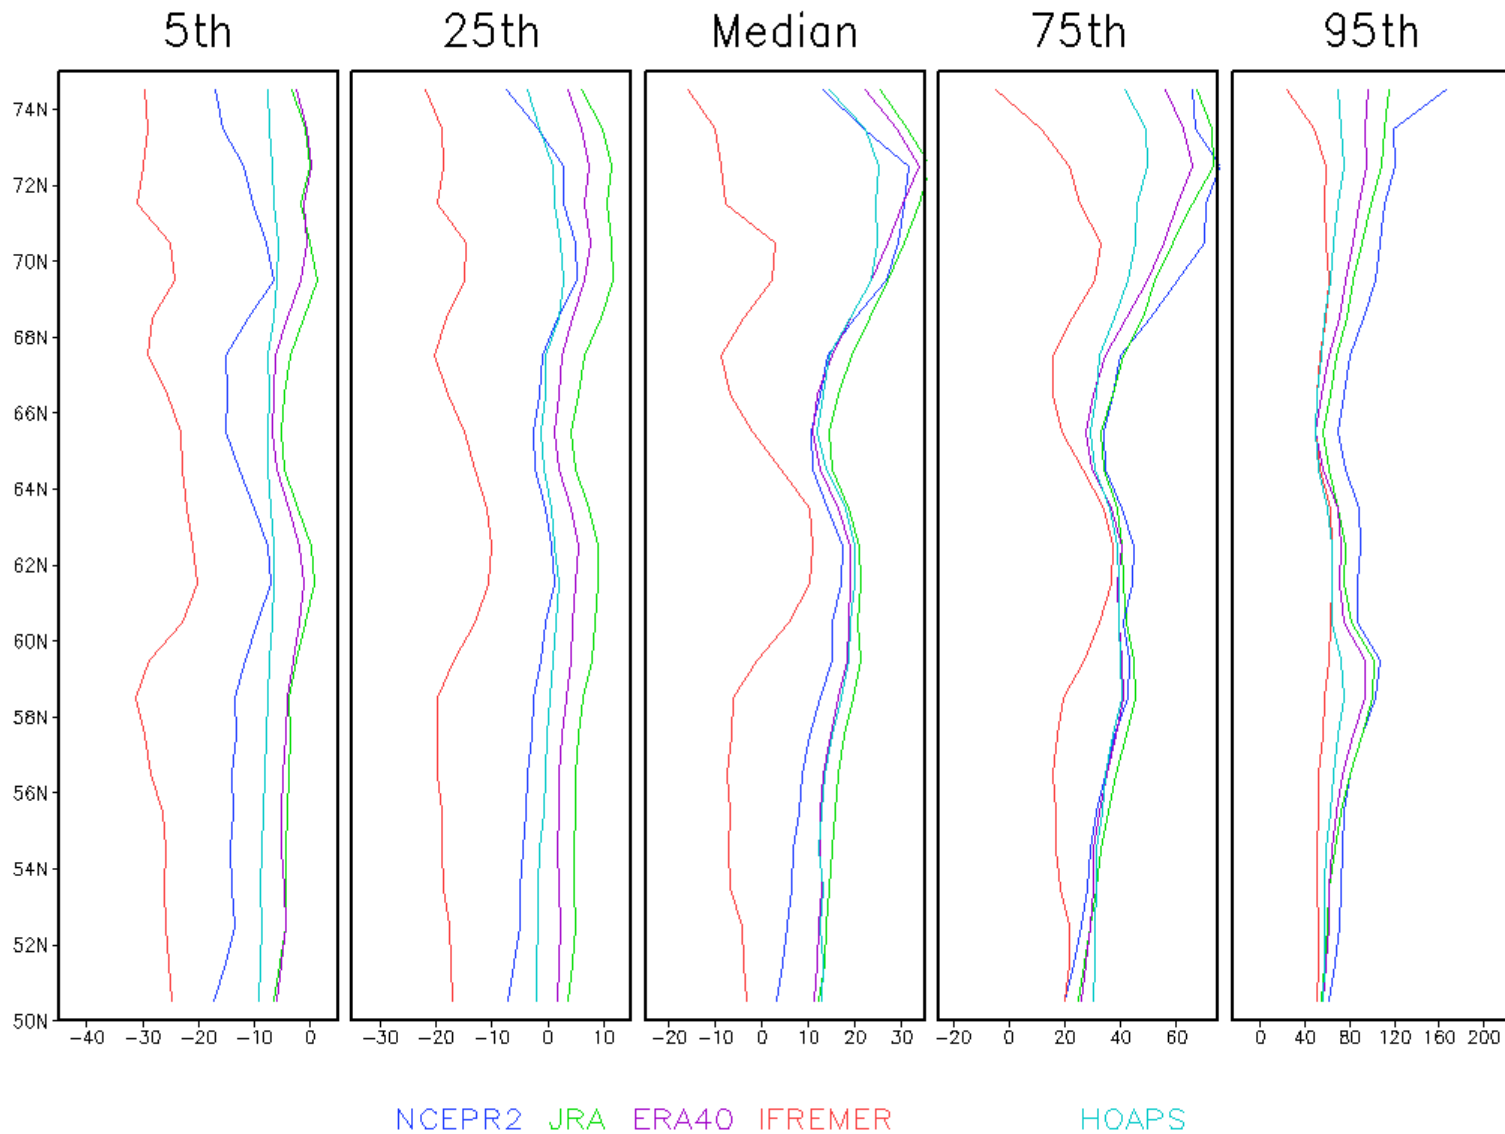 5th 25th Median 75th 95th
74N
72N
70N
68N
66N
64N
62N
60N
58N
56N
54N
52N
50N
-40 -30 -20 -10 0 -30 -20 -10 0 10 -20 -10 0 10 20 30 -20 0 20 40 60 0 40 80 120 160 200
NCEPR2 JRA ERA40 IFREMER HOAPS